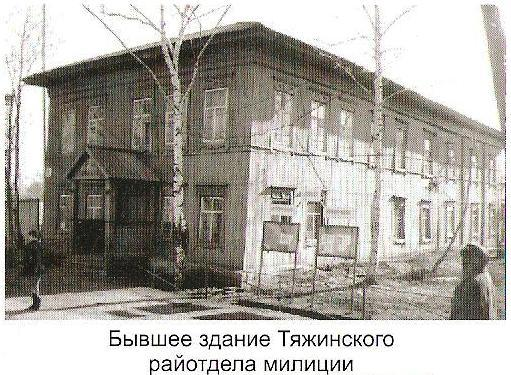 Бывшее здание Тяжинского
райотдела милиции